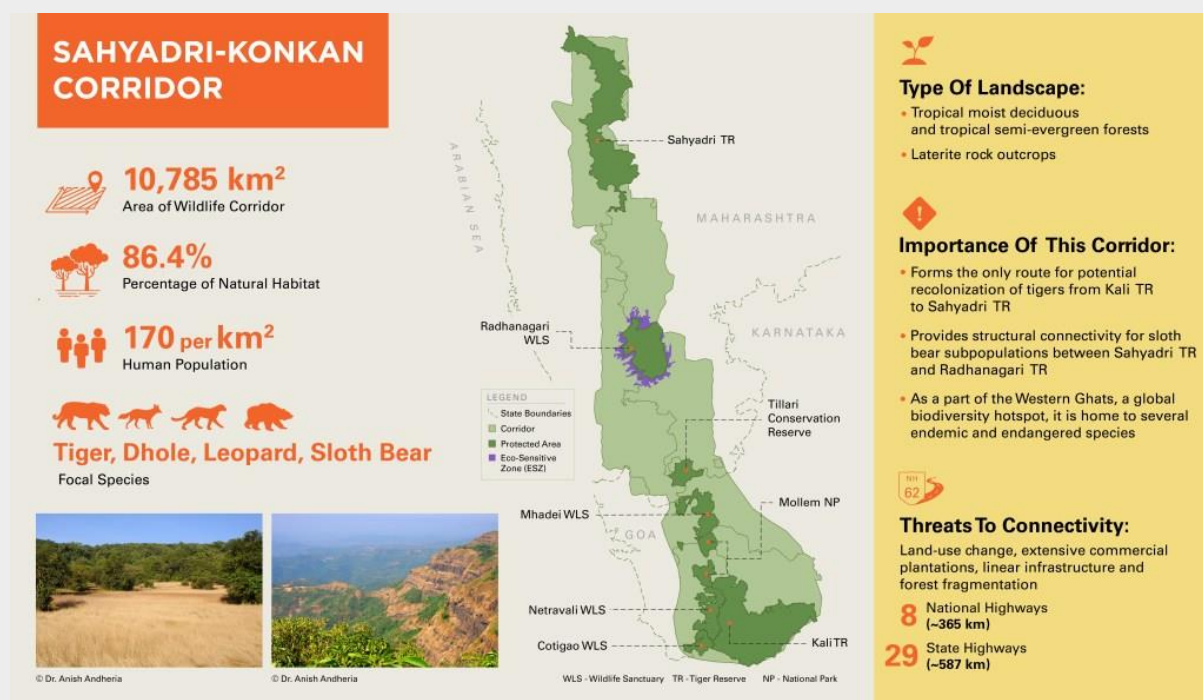 SAHYADRI-KONKAN
CORRIDOR
10,785 km²
Area of Wildlife Corridor
86.4%
Percentage of Natural Habitat
170 per km²
Human Population
Tiger, Dhole, Leopard, Sloth Bear
Focal Species
© Dr. Anish Andheria
© Dr. Anish Andheria
ARABIAN SEA
Sahyadri TR
MAHARASHTRA
Radhanagari
WLS
KARNATAKA
LEGEND
State Boundaries
Corridor
Protected Area
Eco-Sensitive
Zone (ESZ)
Tillari
Conservation
Reserve
Mollem NP
Mhadei WLS
GOA
Netravali WLS
Cotigao WLS
Kali TR
WLS - Wildlife Sanctuary TR - Tiger Reserve NP - National Park
Type Of Landscape:
• Tropical moist deciduous
and tropical semi-evergreen forests
• Laterite rock outcrops
!
Importance Of This Corridor:
• Forms the only route for potential
recolonization of tigers from Kali TR
to Sahyadri TR
• Provides structural connectivity for sloth
bear subpopulations between Sahyadri TR
and Radhanagari TR
• As a part of the Western Ghats, a global
biodiversity hotspot, it is home to several
endemic and endangered species
NH
62
Threats To Connectivity:
Land-use change, extensive commercial
plantations, linear infrastructure and
forest fragmentation
8 National Highways
(~365 km)
29 State Highways
(~587 km)